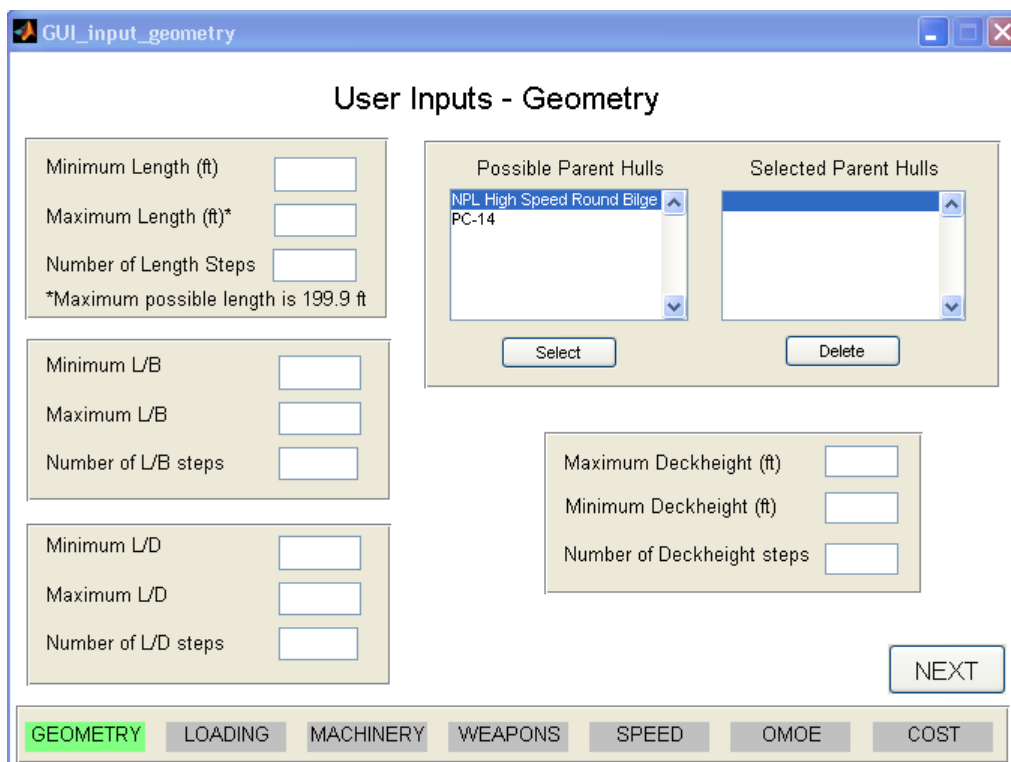 GUI_input_geometry
User Inputs - Geometry
Minimum Length (ft)
Maximum Length (ft)*
Number of Length Steps
*Maximum possible length is 199.9 ft
Possible Parent Hulls
Selected Parent Hulls
NPL High Speed Round Bilge
PC-14
Select
Delete
Minimum L/B
Maximum L/B
Number of L/B steps
Maximum Deckheight (ft)
Minimum Deckheight (ft)
Number of Deckheight steps
Minimum L/D
Maximum L/D
Number of L/D steps
NEXT
GEOMETRY LOADING MACHINERY WEAPONS SPEED OMOE COST